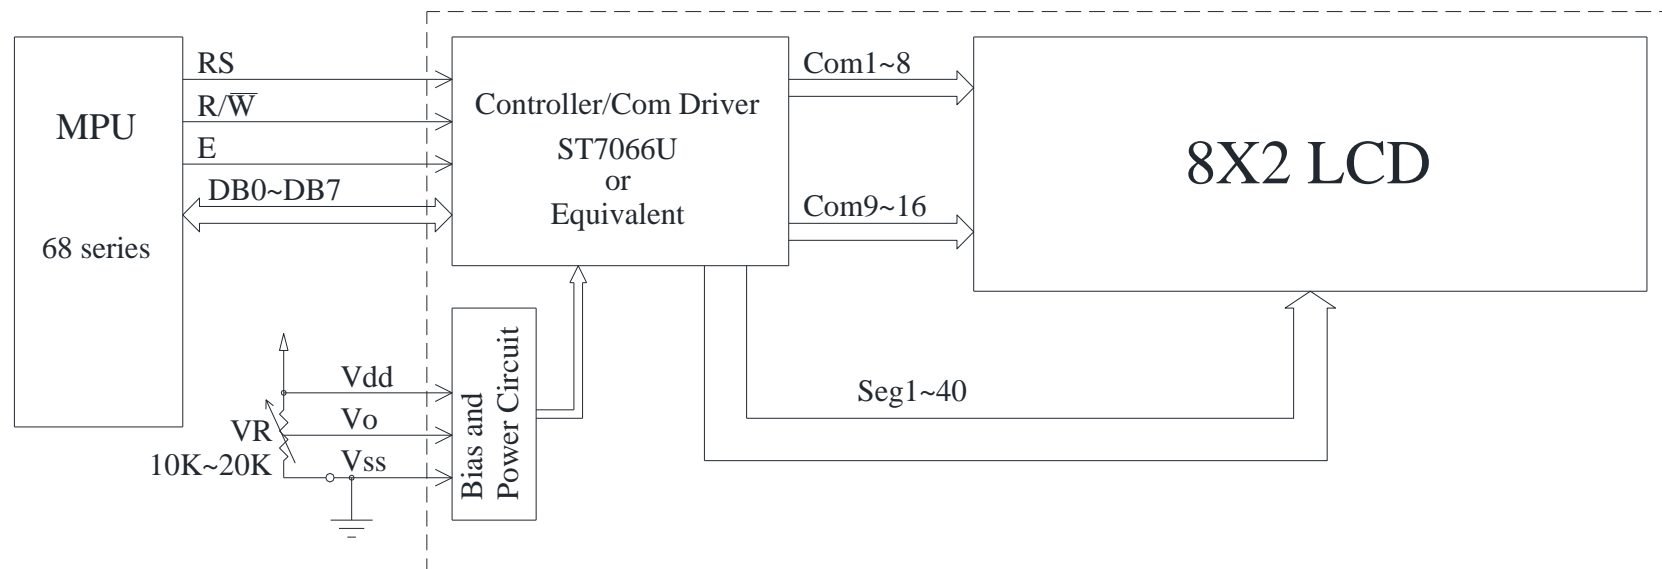 MPU
68 series
RS
R/W̅
E
DB0~DB7
Controller/Com Driver
ST7066U
or
Equivalent
Com1~8
Com9~16
8X2 LCD
Vdd
Vo
Vss
VR
10K~20K
Bias and
Power Circuit
Seg1~40